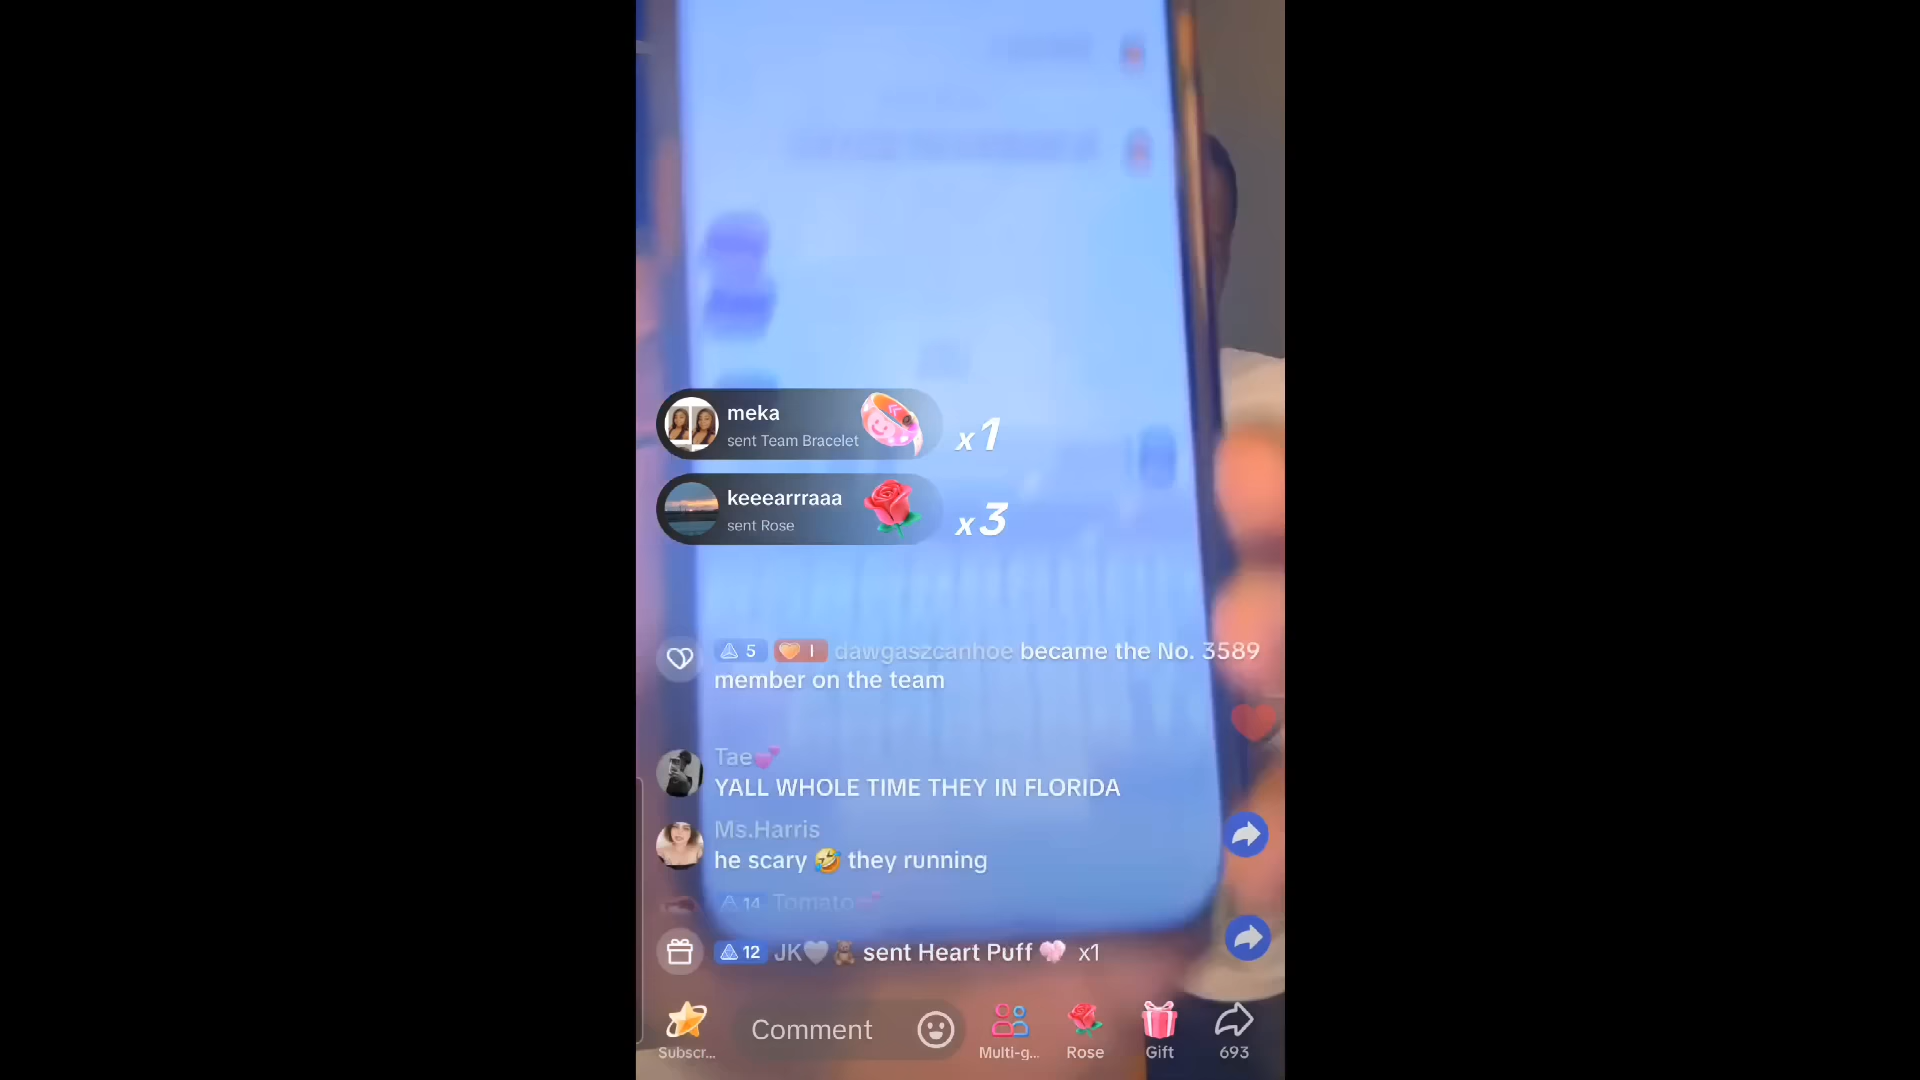 meka
sent Team Bracelet
x1
keeearrraaa
sent Rose
x3
5 I dawgaszcanhoe became the No. 3589
member on the team
Tae💕
YALL WHOLE TIME THEY IN FLORIDA
Ms.Harris
he scary 🤣 they running
14 Tomato💕
12 JK🤍🧸 sent Heart Puff x1
Comment
Subscr...
Multi-g...
Rose
Gift
693